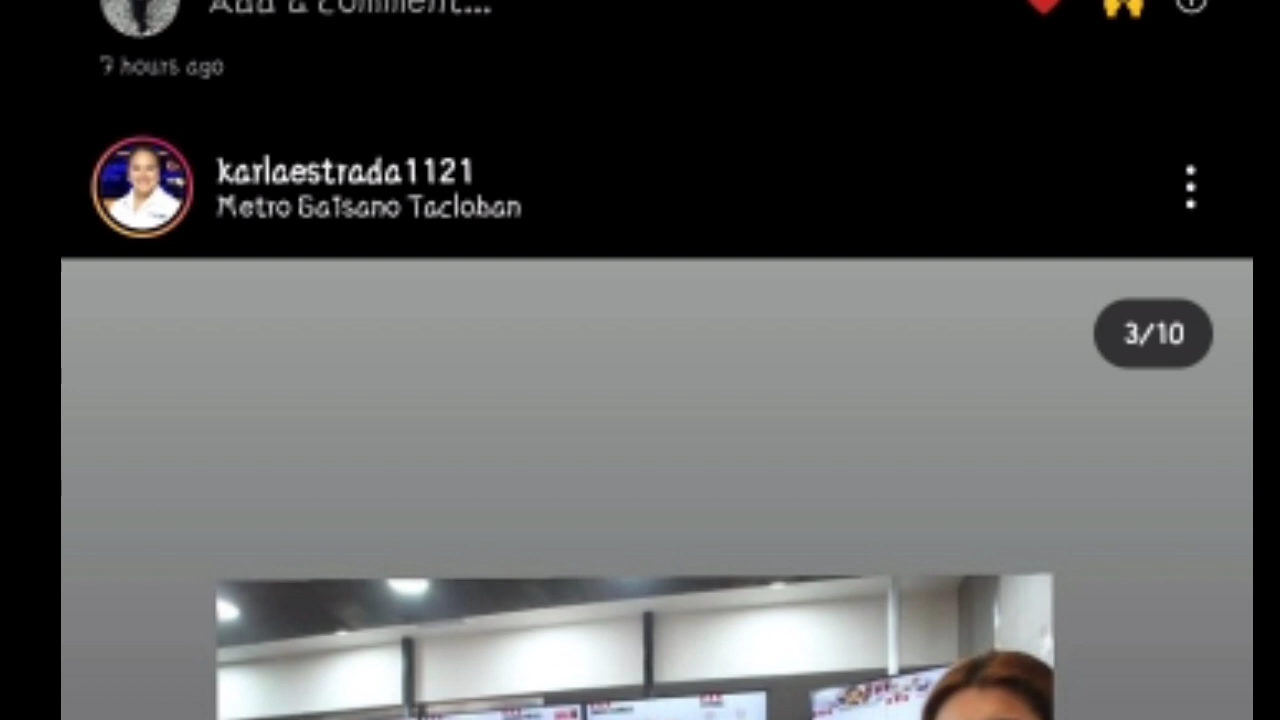 Add a comment...
7 hours ago
karlaestrada1121
Metro Gaisano Tacloban
3/10